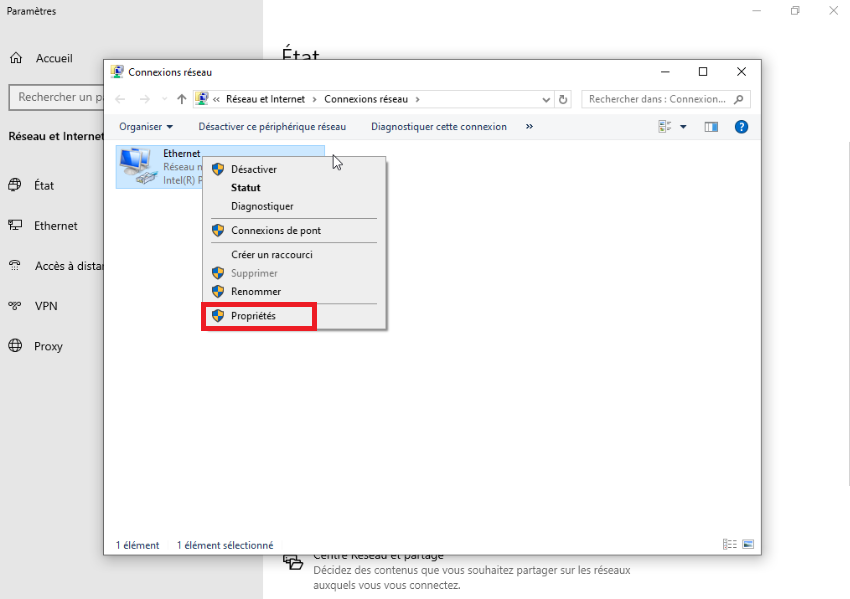 Paramètres
Accueil
Rechercher un
Réseau et Internet
État
Ethernet
Accès à
VPN
Proxy
État
Connexions réseau
« Réseau et Internet › Connexions réseau ›
Rechercher dans : Connexion...
Organiser
Désactiver ce périphérique réseau
Diagnostiquer cette connexion
»
Ethernet
Réseau
Intel(R)
Désactiver
Statut
Diagnostiquer
Connexions de pont
Créer un raccourci
Supprimer
Renommer
Propriétés
1 élément
1 élément sélectionné
Centre Réseau et partage
Décidez des contenus que vous souhaitez partager sur les réseaux
auxquels vous vous connectez.